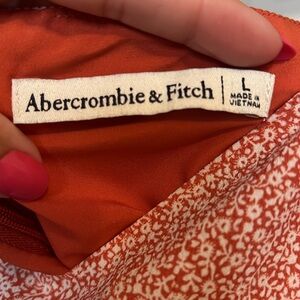 Abercrombie & Fitch
L
MADE IN
VIETNAM